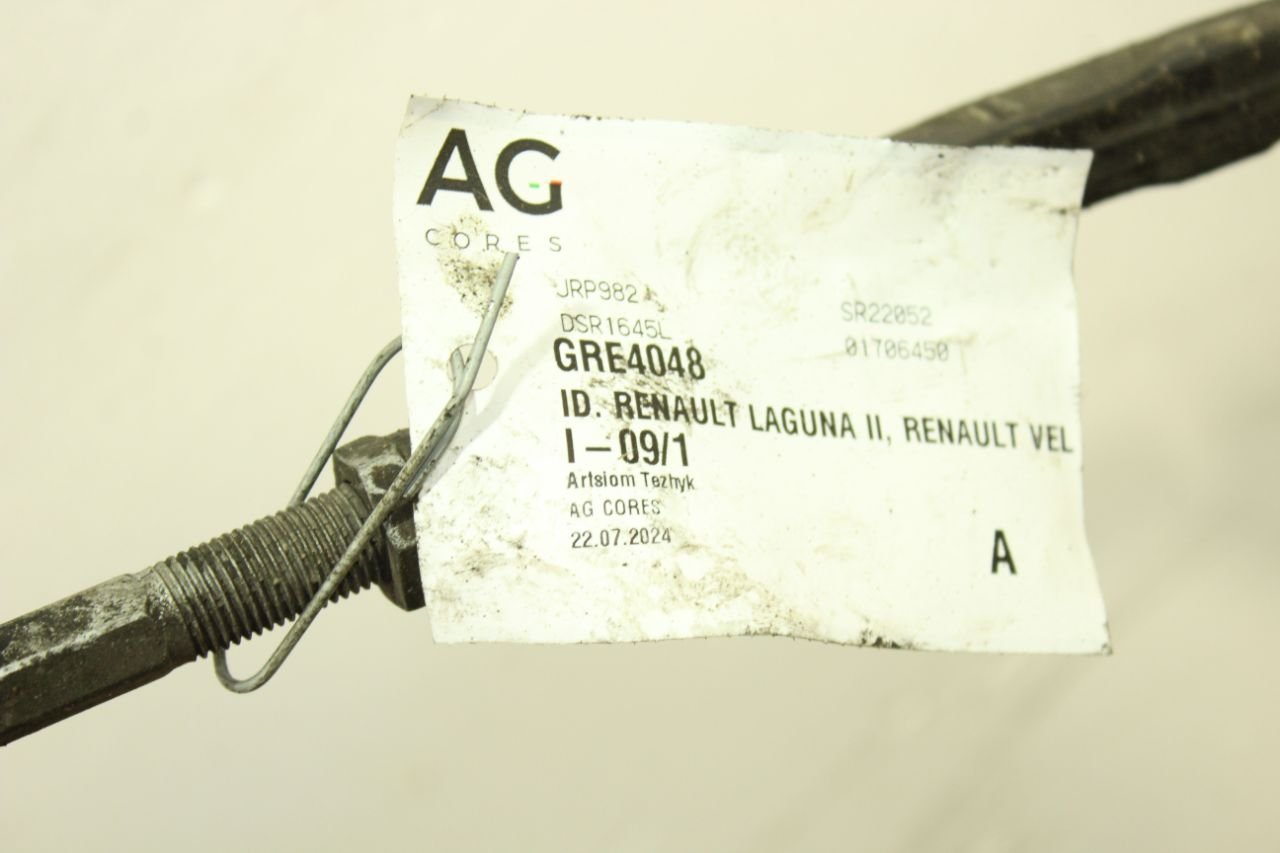 AG
CORES
JRP982
SR22052
DSR1645L
01706450
GRE4048
ID. RENAULT LAGUNA II, RENAULT VEL
I-09/1
Artsiom Tezhyk
AG CORES
22.07.2024
A